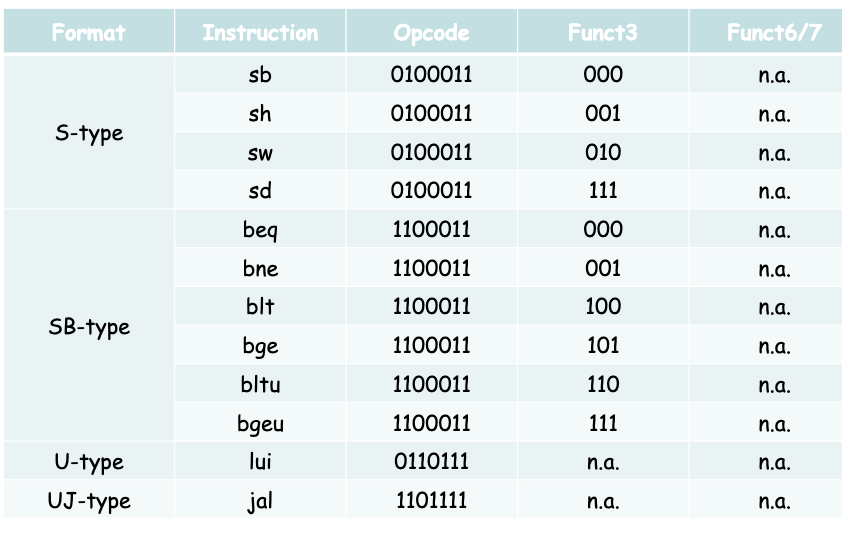 Format Instruction Opcode Funct3 Funct6/7
S-type
sb 0100011 000 n.a.
sh 0100011 001 n.a.
sw 0100011 010 n.a.
sd 0100011 111 n.a.
SB-type
beq 1100011 000 n.a.
bne 1100011 001 n.a.
blt 1100011 100 n.a.
bge 1100011 101 n.a.
bltu 1100011 110 n.a.
bgeu 1100011 111 n.a.
U-type lui 0110111 n.a. n.a.
UJ-type jal 1101111 n.a. n.a.